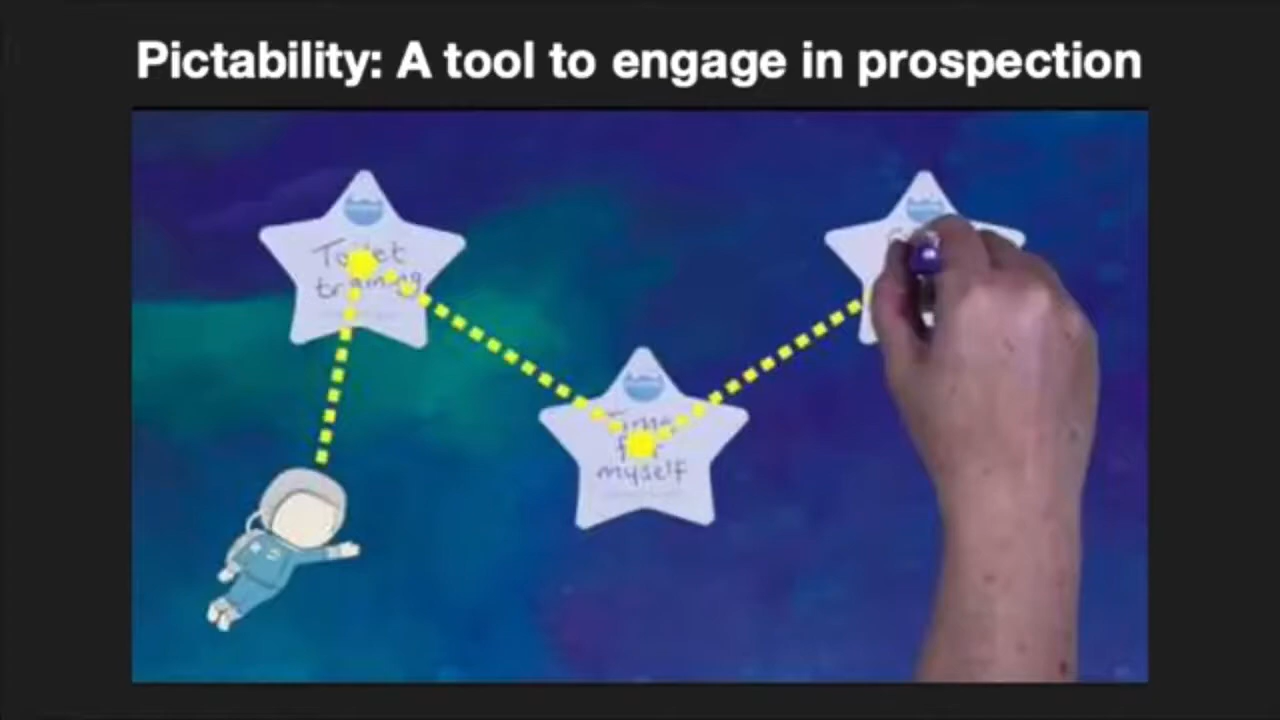 Pictability: A tool to engage in prospection
Toilet
training
Time
for
myself